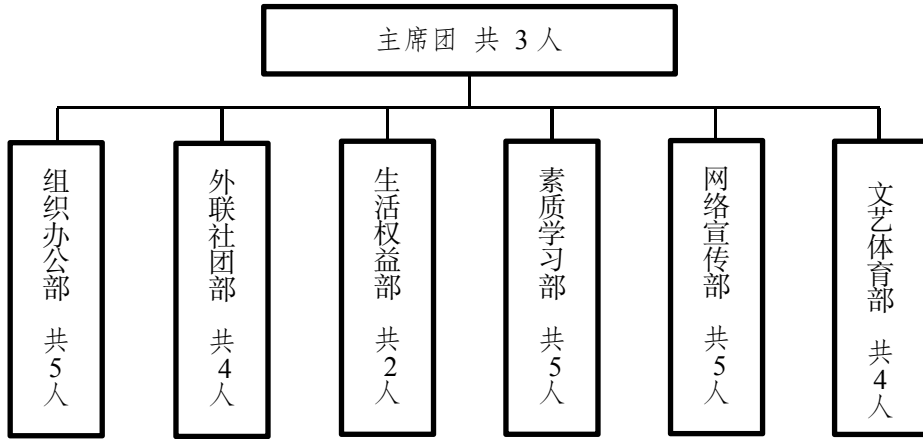 主席团 共 3 人
组织办公部 共5人
外联社团部 共4人
生活权益部 共2人
素质学习部 共5人
网络宣传部 共5人
文艺体育部 共4人